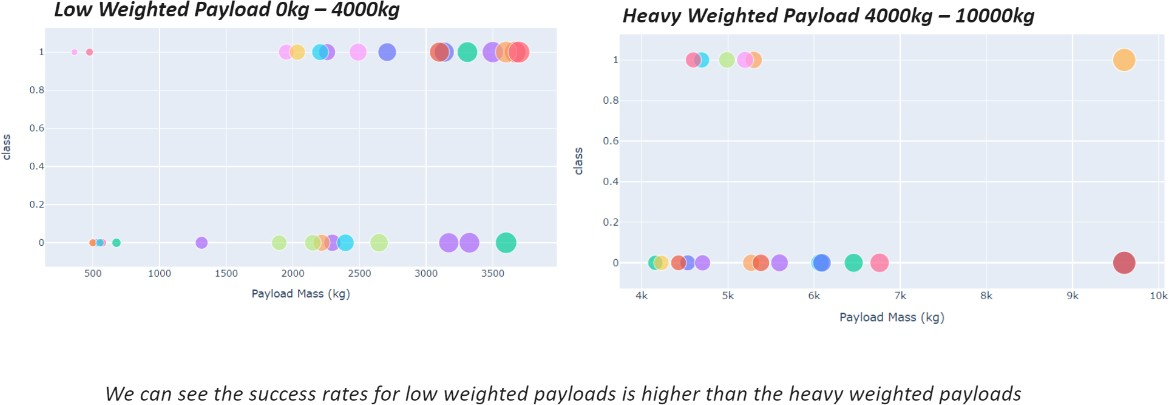 Low Weighted Payload 0kg – 4000kg
class
1
0.8
0.6
0.4
0.2
0
500 1000 1500 2000 2500 3000 3500
Payload Mass (kg)
Heavy Weighted Payload 4000kg – 10000kg
class
1
0.8
0.6
0.4
0.2
0
4k 5k 6k 7k 8k 9k 10k
Payload Mass (kg)
We can see the success rates for low weighted payloads is higher than the heavy weighted payloads